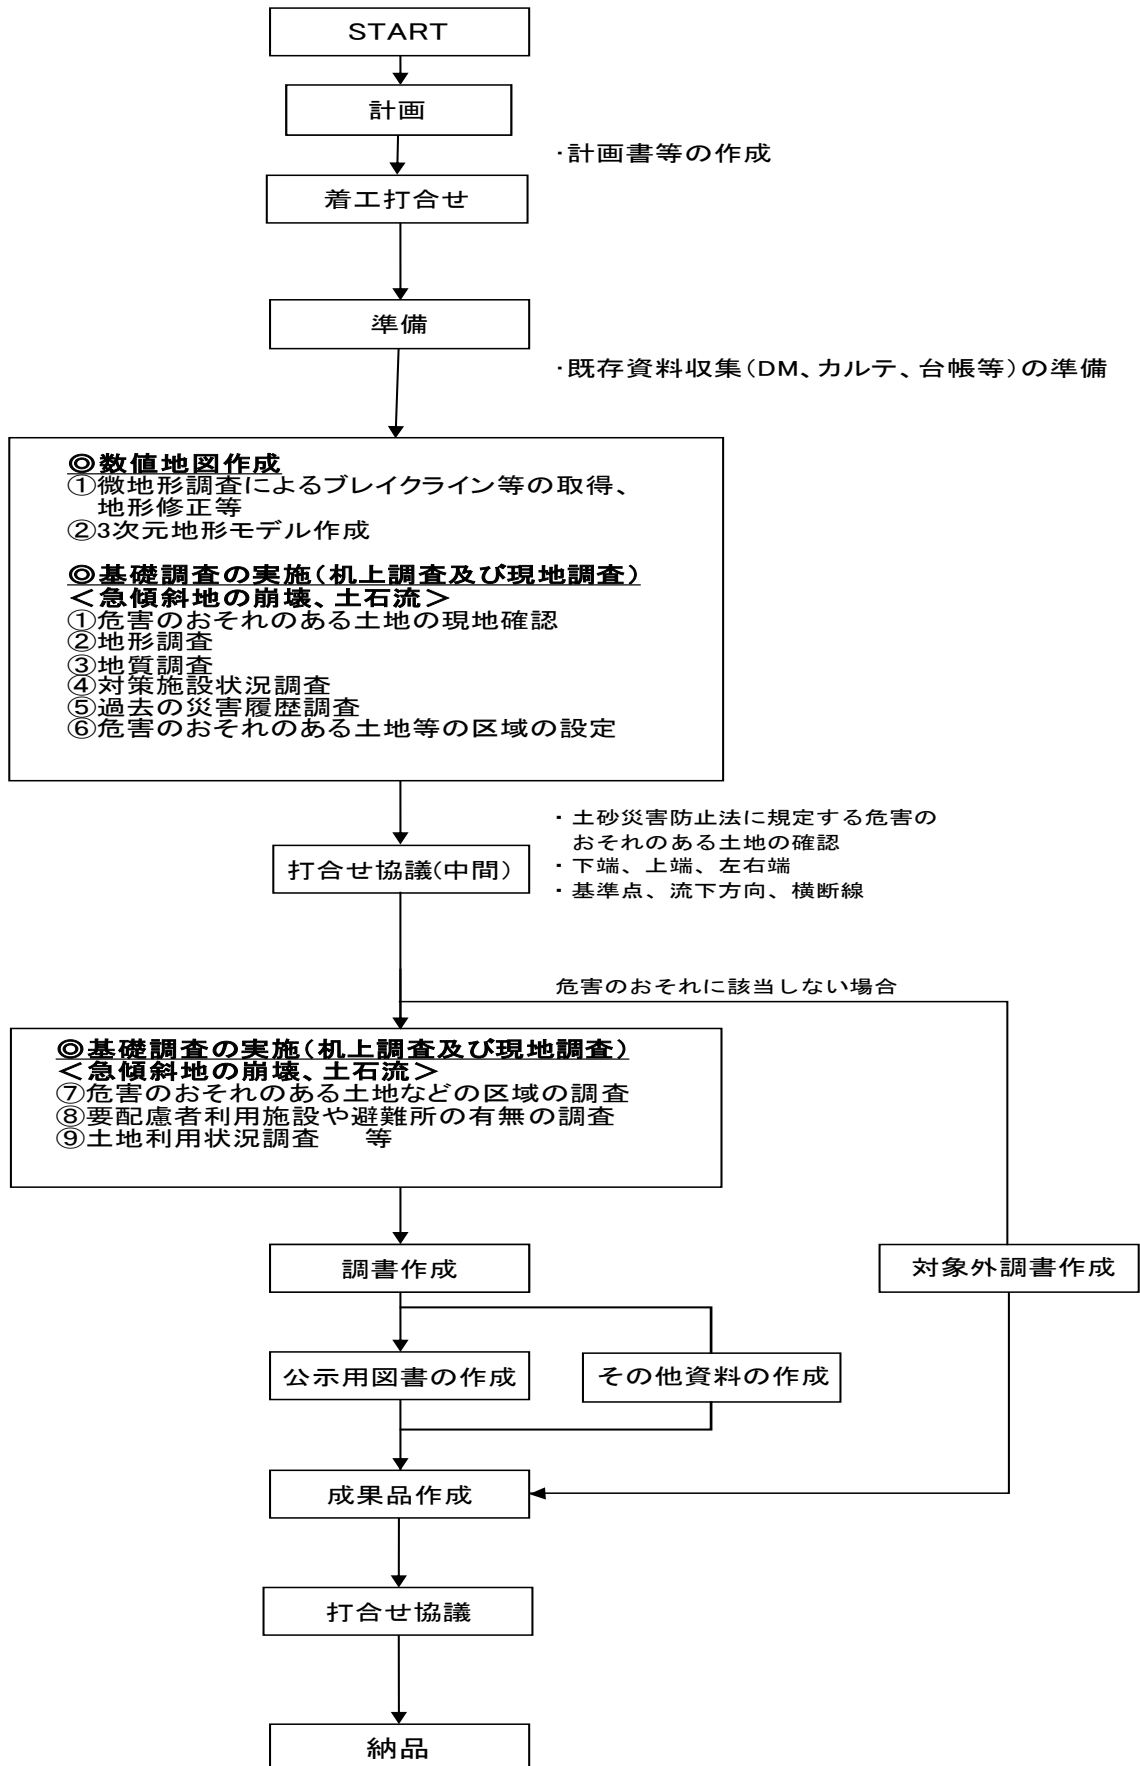 START
計画
・計画書等の作成
着工打合せ
準備
・既存資料収集(DM、カルテ、台帳等)の準備
◎数値地図作成
①微地形調査によるブレイクライン等の取得、
地形修正等
②3次元地形モデル作成
◎基礎調査の実施(机上調査及び現地調査)
＜急傾斜地の崩壊、土石流＞
①危害のおそれのある土地の現地確認
②地形調査
③地質調査
④対策施設状況調査
⑤過去の災害履歴調査
⑥危害のおそれのある土地等の区域の設定
打合せ協議(中間)
・土砂災害防止法に規定する危害の
おそれのある土地の確認
・下端、上端、左右端
・基準点、流下方向、横断線
危害のおそれに該当しない場合
◎基礎調査の実施(机上調査及び現地調査)
＜急傾斜地の崩壊、土石流＞
⑦危害のおそれのある土地などの区域の調査
⑧要配慮者利用施設や避難所の有無の調査
⑨土地利用状況調査　等
調書作成
対象外調書作成
公示用図書の作成
その他資料の作成
成果品作成
打合せ協議
納品